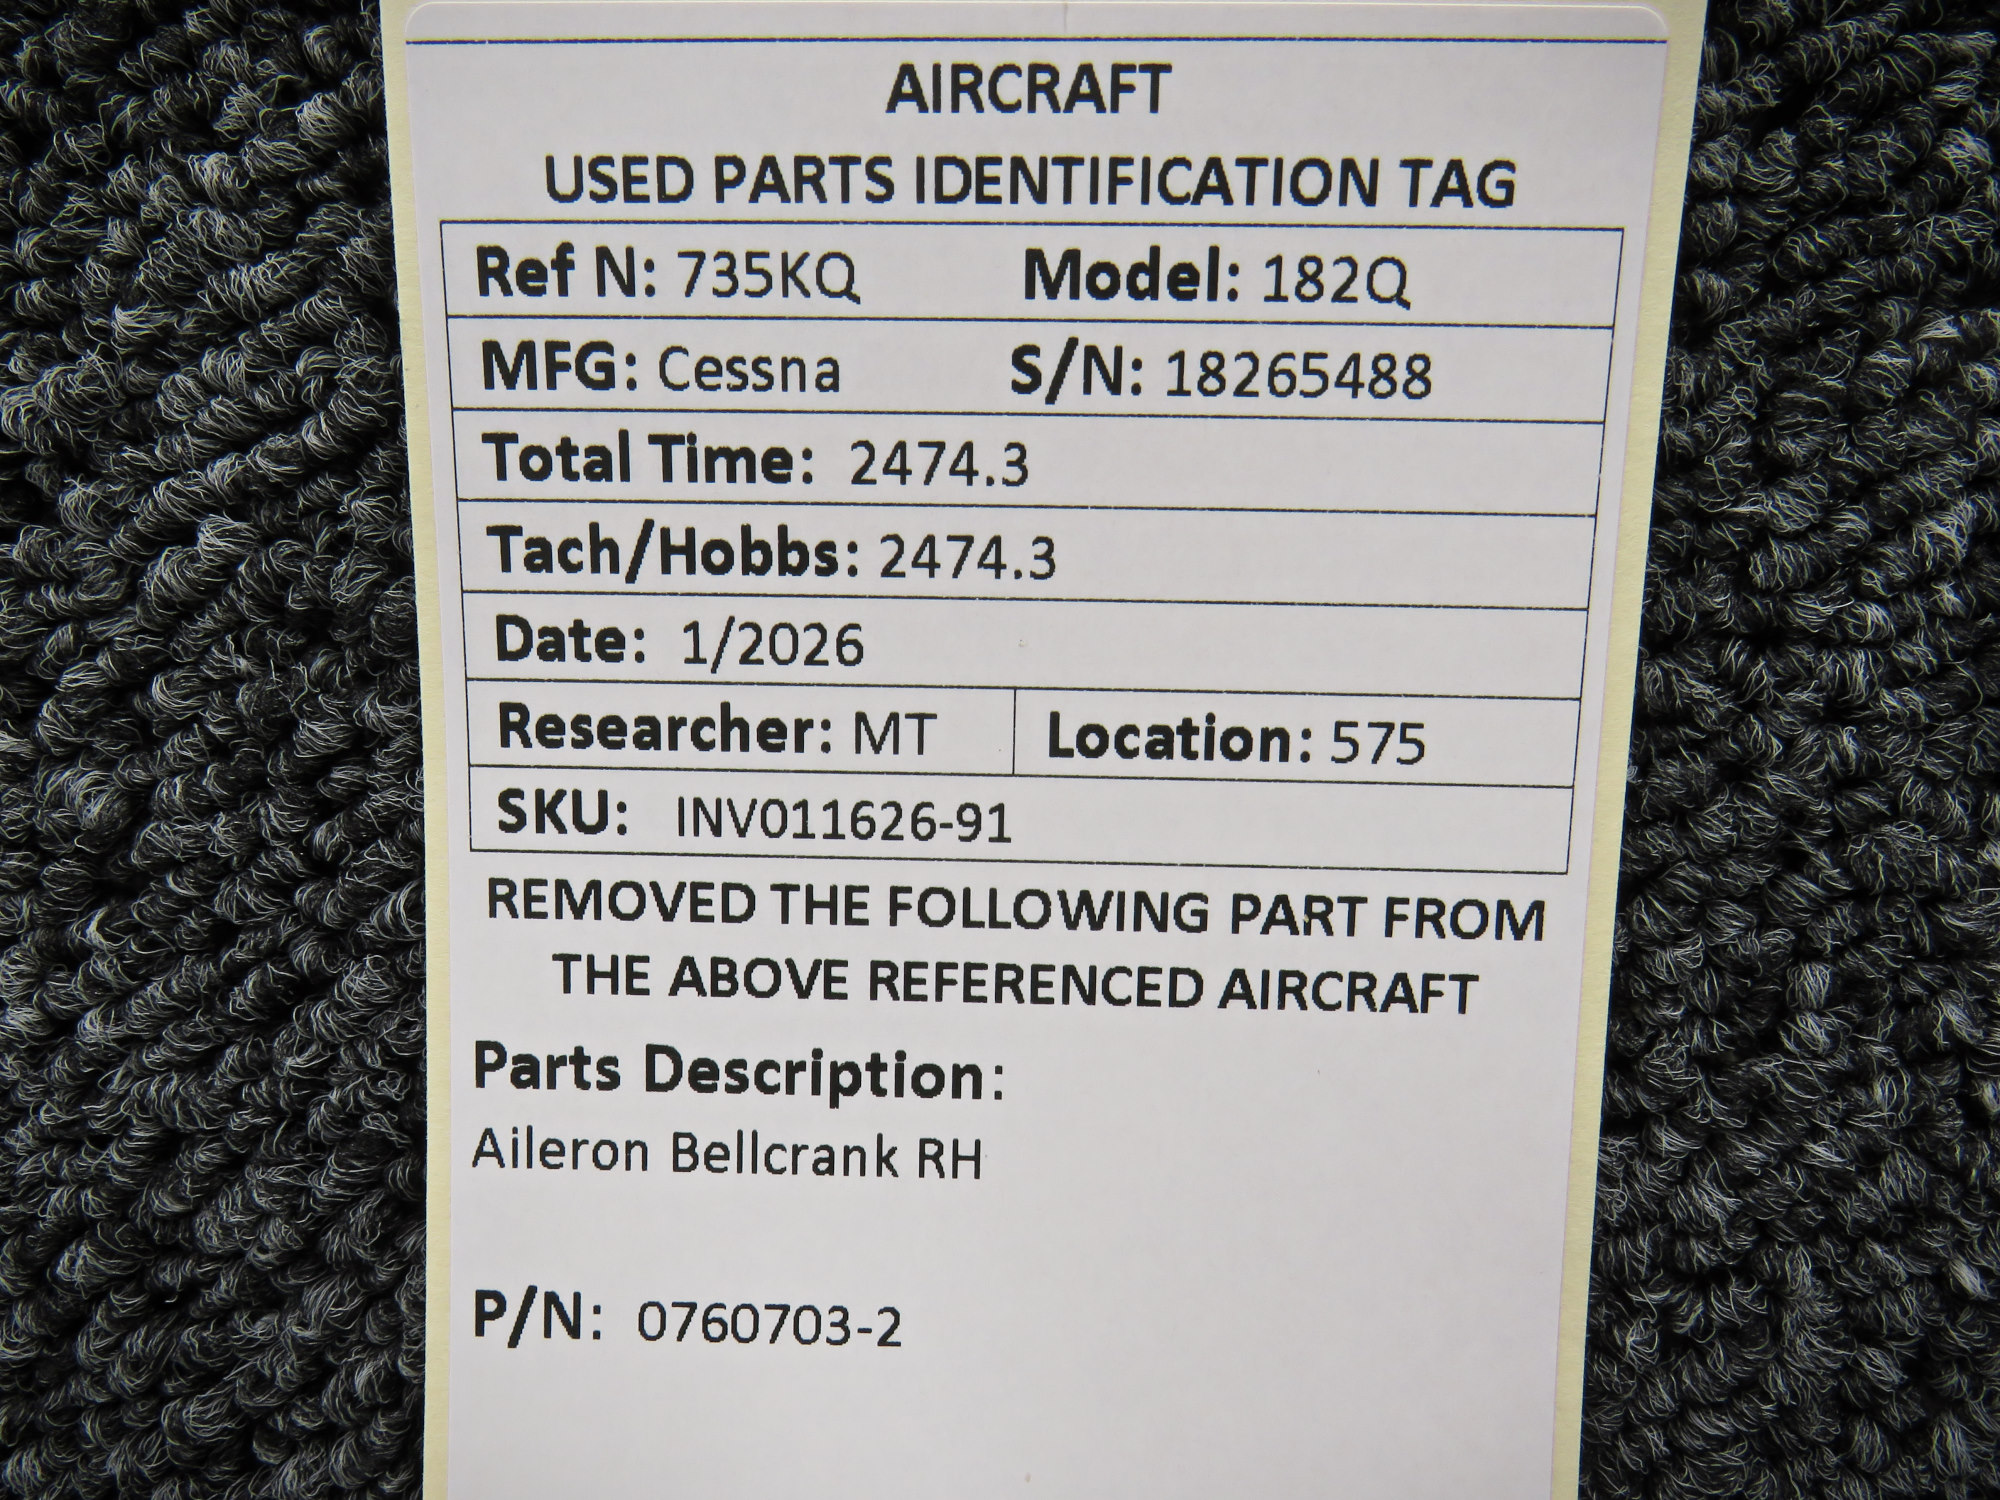 AIRCRAFT
USED PARTS IDENTIFICATION TAG
Ref N: 735KQ Model: 182Q
MFG: Cessna S/N: 18265488
Total Time: 2474.3
Tach/Hobbs: 2474.3
Date: 1/2026
Researcher: MT Location: 575
SKU: INV011626-91
REMOVED THE FOLLOWING PART FROM
THE ABOVE REFERENCED AIRCRAFT
Parts Description:
Aileron Bellcrank RH
P/N: 0760703-2